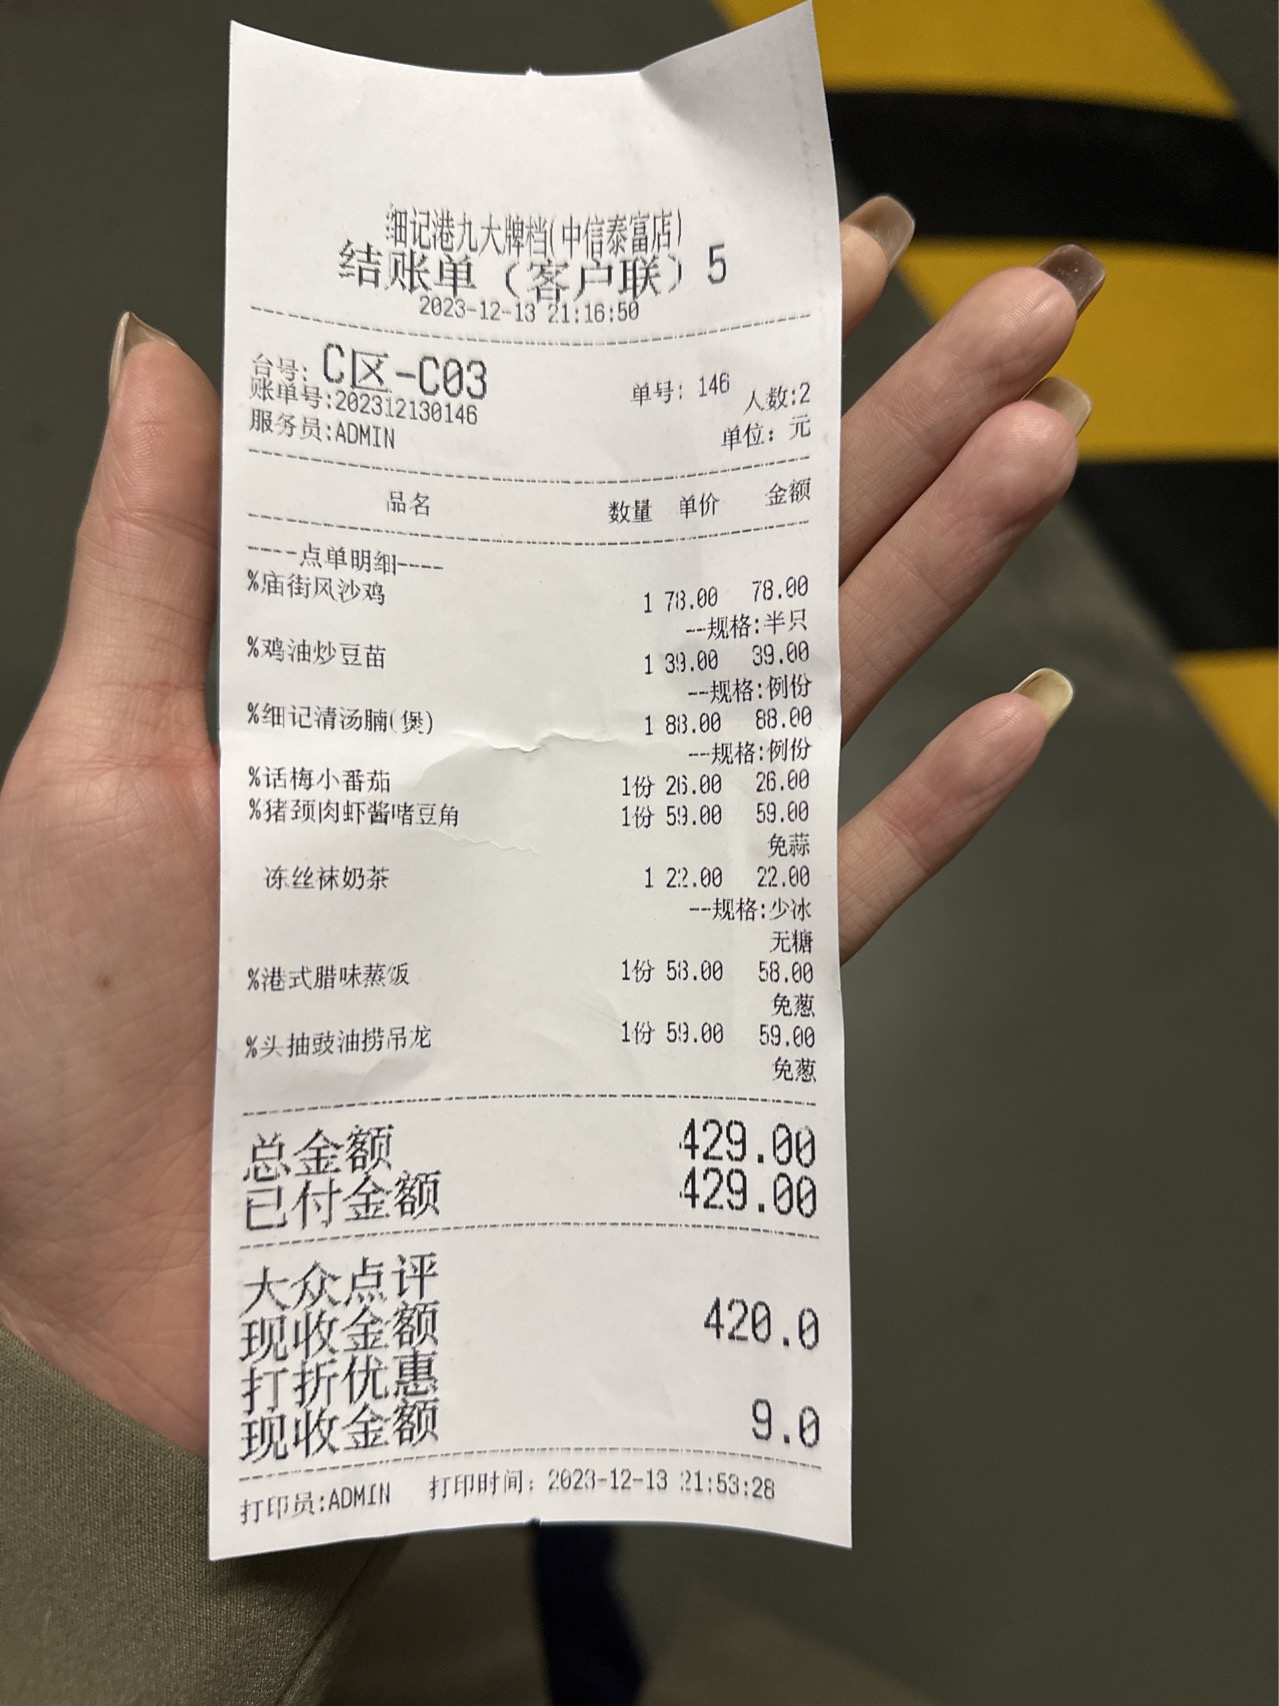 细记港九大牌档(中信泰富店)
结账单（客户联）5
2023-12-13 21:16:50
台号: C区-C03 单号: 146 人数:2
账单号:202312130146
服务员:ADMIN 单位: 元
品名 数量 单价 金额
----点单明细----
%庙街风沙鸡 1 78.00 78.00
--规格:半只
%鸡油炒豆苗 1 39.00 39.00
--规格:例份
%细记清汤腩(煲) 1 88.00 88.00
--规格:例份
%话梅小番茄 1份 26.00 26.00
%猪颈肉虾酱啫豆角 1份 59.00 59.00
免蒜
冻丝袜奶茶 1 22.00 22.00
--规格:少冰
无糖
%港式腊味蒸饭 1份 58.00 58.00
免葱
%头抽豉油捞吊龙 1份 59.00 59.00
免葱
总金额 429.00
已付金额 429.00
大众点评
现收金额 420.0
打折优惠
现收金额 9.0
打印员:ADMIN 打印时间: 2023-12-13 21:53:28